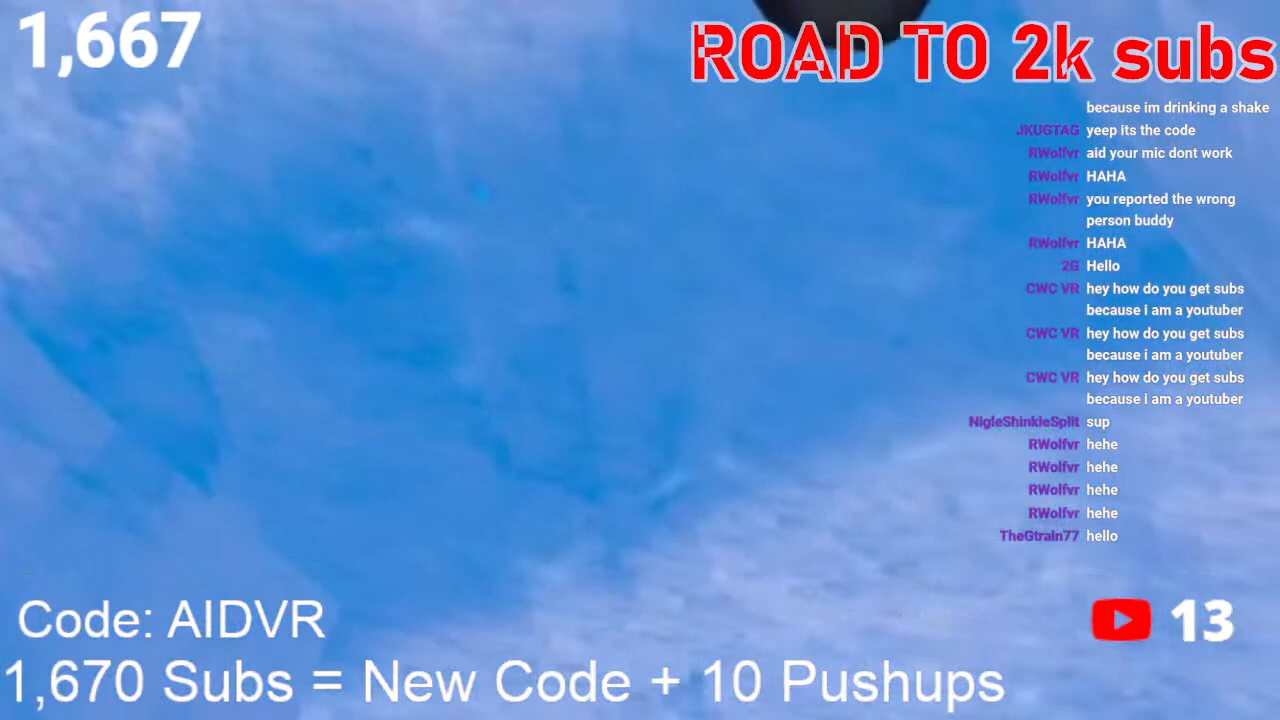 1,667
ROAD TO 2k subs
because im drinking a shake
JKUGTAG yeep its the code
RWolfvr aid your mic dont work
RWolfvr HAHA
RWolfvr you reported the wrong
person buddy
RWolfvr HAHA
2G Hello
CWC VR hey how do you get subs
because i am a youtuber
CWC VR hey how do you get subs
because i am a youtuber
CWC VR hey how do you get subs
because i am a youtuber
NigleShinkieSplit sup
RWolfvr hehe
RWolfvr hehe
RWolfvr hehe
RWolfvr hehe
TheGtrain77 hello
Code: AIDVR
13
1,670 Subs = New Code + 10 Pushups